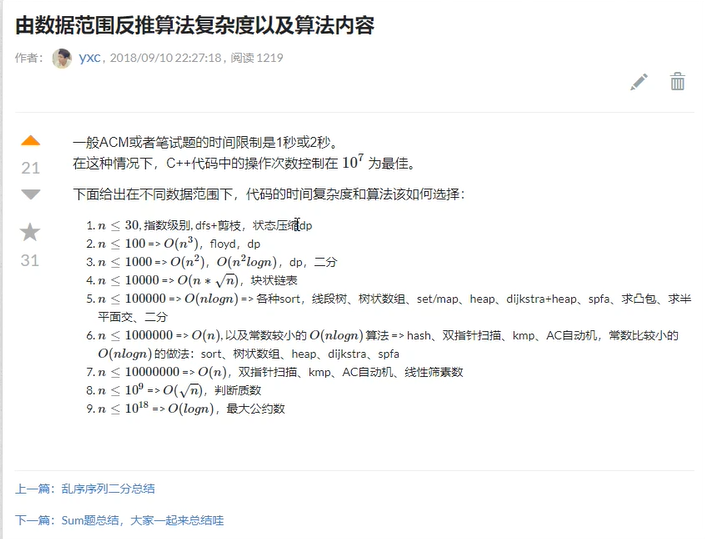 由数据范围反推算法复杂度以及算法内容
作者： yxc, 2018/09/10 22:27:18, 阅读 1219
一般ACM或者笔试题的时间限制是1秒或2秒。
在这种情况下，C++代码中的操作次数控制在 10^7 为最佳。
21
下面给出在不同数据范围下，代码的时间复杂度和算法该如何选择：
31
1. n ≤ 30, 指数级别, dfs+剪枝，状态压缩dp
2. n ≤ 100 => O(n^3)，floyd，dp
3. n ≤ 1000 => O(n^2)，O(n^2logn)，dp，二分
4. n ≤ 10000 => O(n * √n)，块状链表
5. n ≤ 100000 => O(nlogn) => 各种sort，线段树、树状数组、set/map、heap、dijkstra+heap、spfa、求凸包、求半
平面交、二分
6. n ≤ 1000000 => O(n), 以及常数较小的 O(nlogn) 算法 => hash、双指针扫描、kmp、AC自动机，常数比较小的
O(nlogn) 的做法：sort、树状数组、heap、dijkstra、spfa
7. n ≤ 10000000 => O(n)，双指针扫描、kmp、AC自动机、线性筛素数
8. n ≤ 10^9 => O(√n)，判断质数
9. n ≤ 10^18 => O(logn)，最大公约数
上一篇：乱序序列二分总结
下一篇：Sum题总结，大家一起来总结哇